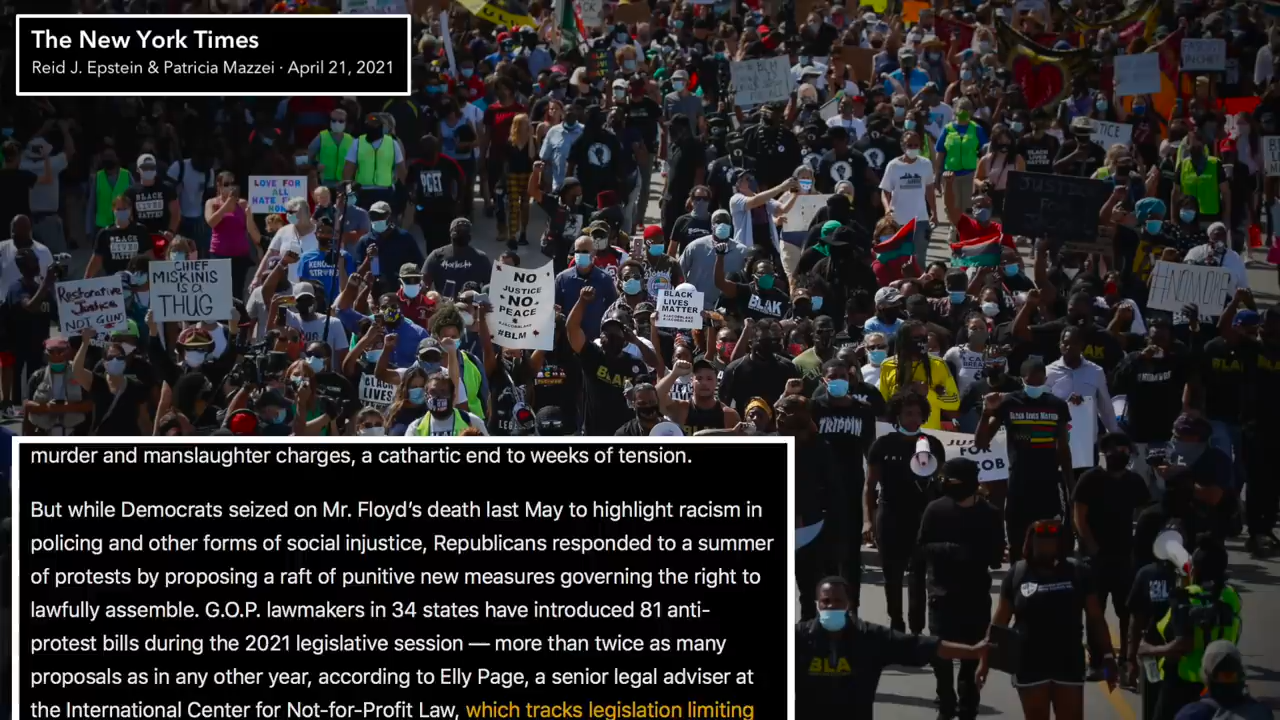 The New York Times
Reid J. Epstein & Patricia Mazzei · April 21, 2021
LOVE FOR
ALL
HATE FOR
CHIEF
MISKINIS
IS A
THUG
Restorative
Justice
NOT GUN
NO
JUSTICE
NO
PEACE
#BLM
BLACK
LIVES
MATTER
BLACK
LIVES
BLAK
TRIPPIN
murder and manslaughter charges, a cathartic end to weeks of tension.
But while Democrats seized on Mr. Floyd’s death last May to highlight racism in
policing and other forms of social injustice, Republicans responded to a summer
of protests by proposing a raft of punitive new measures governing the right to
lawfully assemble. G.O.P. lawmakers in 34 states have introduced 81 anti-
protest bills during the 2021 legislative session — more than twice as many
proposals as in any other year, according to Elly Page, a senior legal adviser at
the International Center for Not-for-Profit Law, which tracks legislation limiting